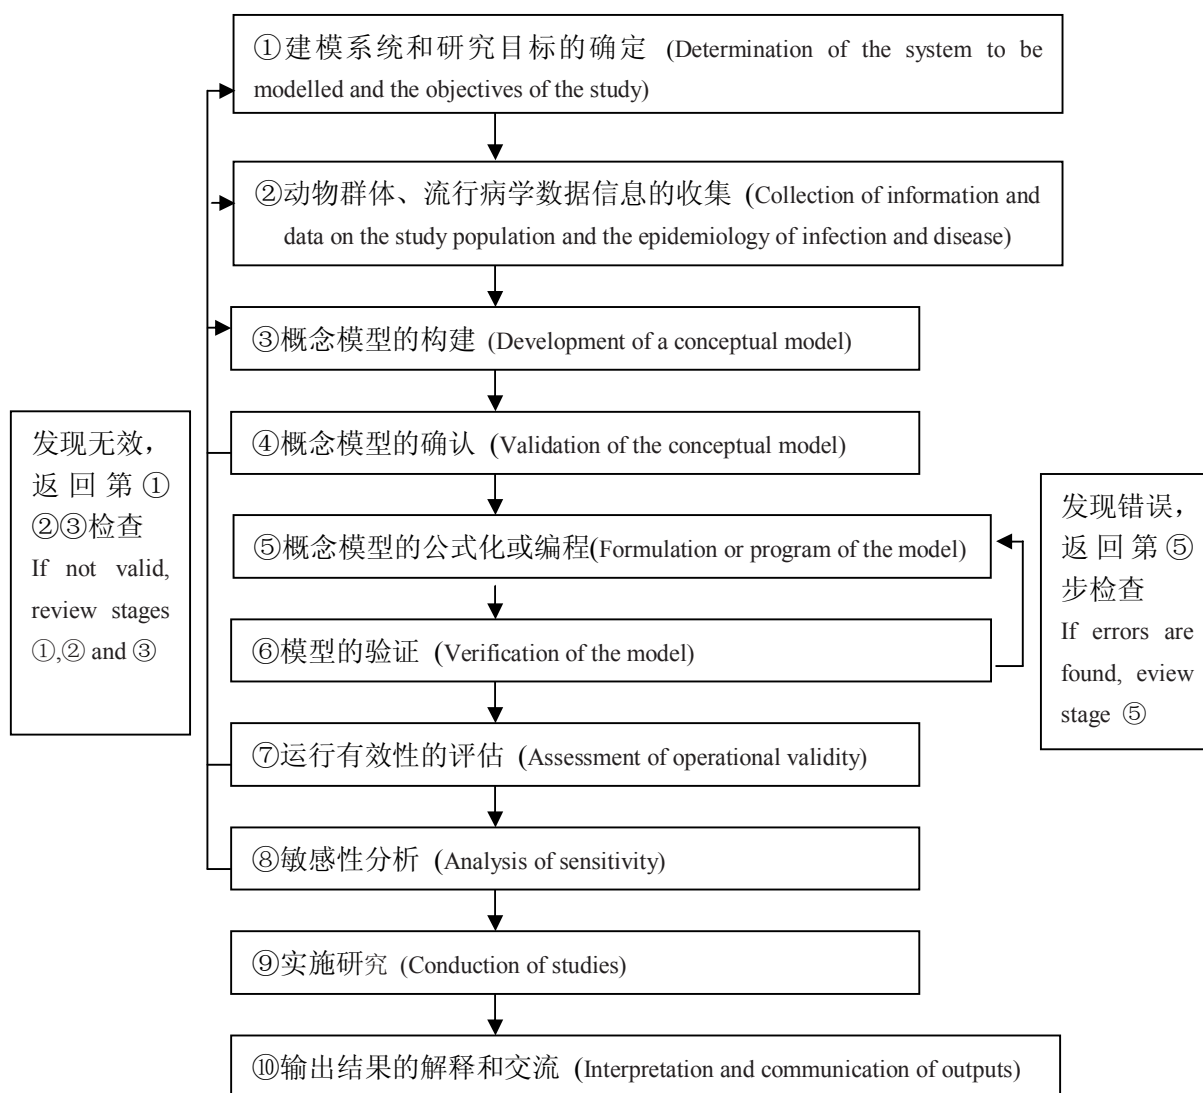 ①建模系统和研究目标的确定 (Determination of the system to be
modelled and the objectives of the study)
②动物群体、流行病学数据信息的收集 (Collection of information and
data on the study population and the epidemiology of infection and disease)
③概念模型的构建 (Development of a conceptual model)
④概念模型的确认 (Validation of the conceptual model)
发现无效，
返回第①
②③检查
If not valid,
review stages
①,② and ③
⑤概念模型的公式化或编程(Formulation or program of the model)
发现错误，
返回第⑤
步检查
If errors are
found, eview
stage ⑤
⑥模型的验证 (Verification of the model)
⑦运行有效性的评估 (Assessment of operational validity)
⑧敏感性分析 (Analysis of sensitivity)
⑨实施研究 (Conduction of studies)
⑩输出结果的解释和交流 (Interpretation and communication of outputs)